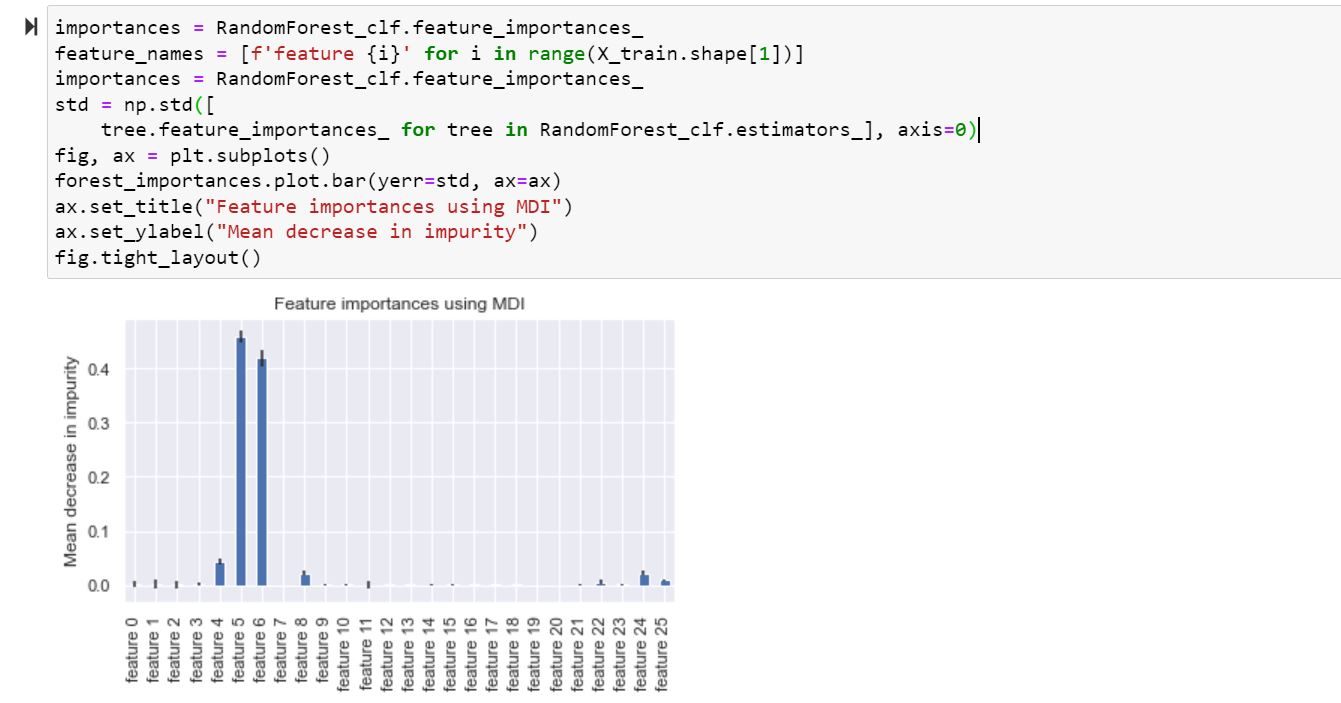 importances = RandomForest_clf.feature_importances_
feature_names = [f'feature {i}' for i in range(X_train.shape[1])]
importances = RandomForest_clf.feature_importances_
std = np.std([
    tree.feature_importances_ for tree in RandomForest_clf.estimators_], axis=0)
fig, ax = plt.subplots()
forest_importances.plot.bar(yerr=std, ax=ax)
ax.set_title("Feature importances using MDI")
ax.set_ylabel("Mean decrease in impurity")
fig.tight_layout()
Feature importances using MDI
Mean decrease in impurity
0.4
0.3
0.2
0.1
0.0
feature 0
feature 1
feature 2
feature 3
feature 4
feature 5
feature 6
feature 7
feature 8
feature 9
feature 10
feature 11
feature 12
feature 13
feature 14
feature 15
feature 16
feature 17
feature 18
feature 19
feature 20
feature 21
feature 22
feature 23
feature 24
feature 25